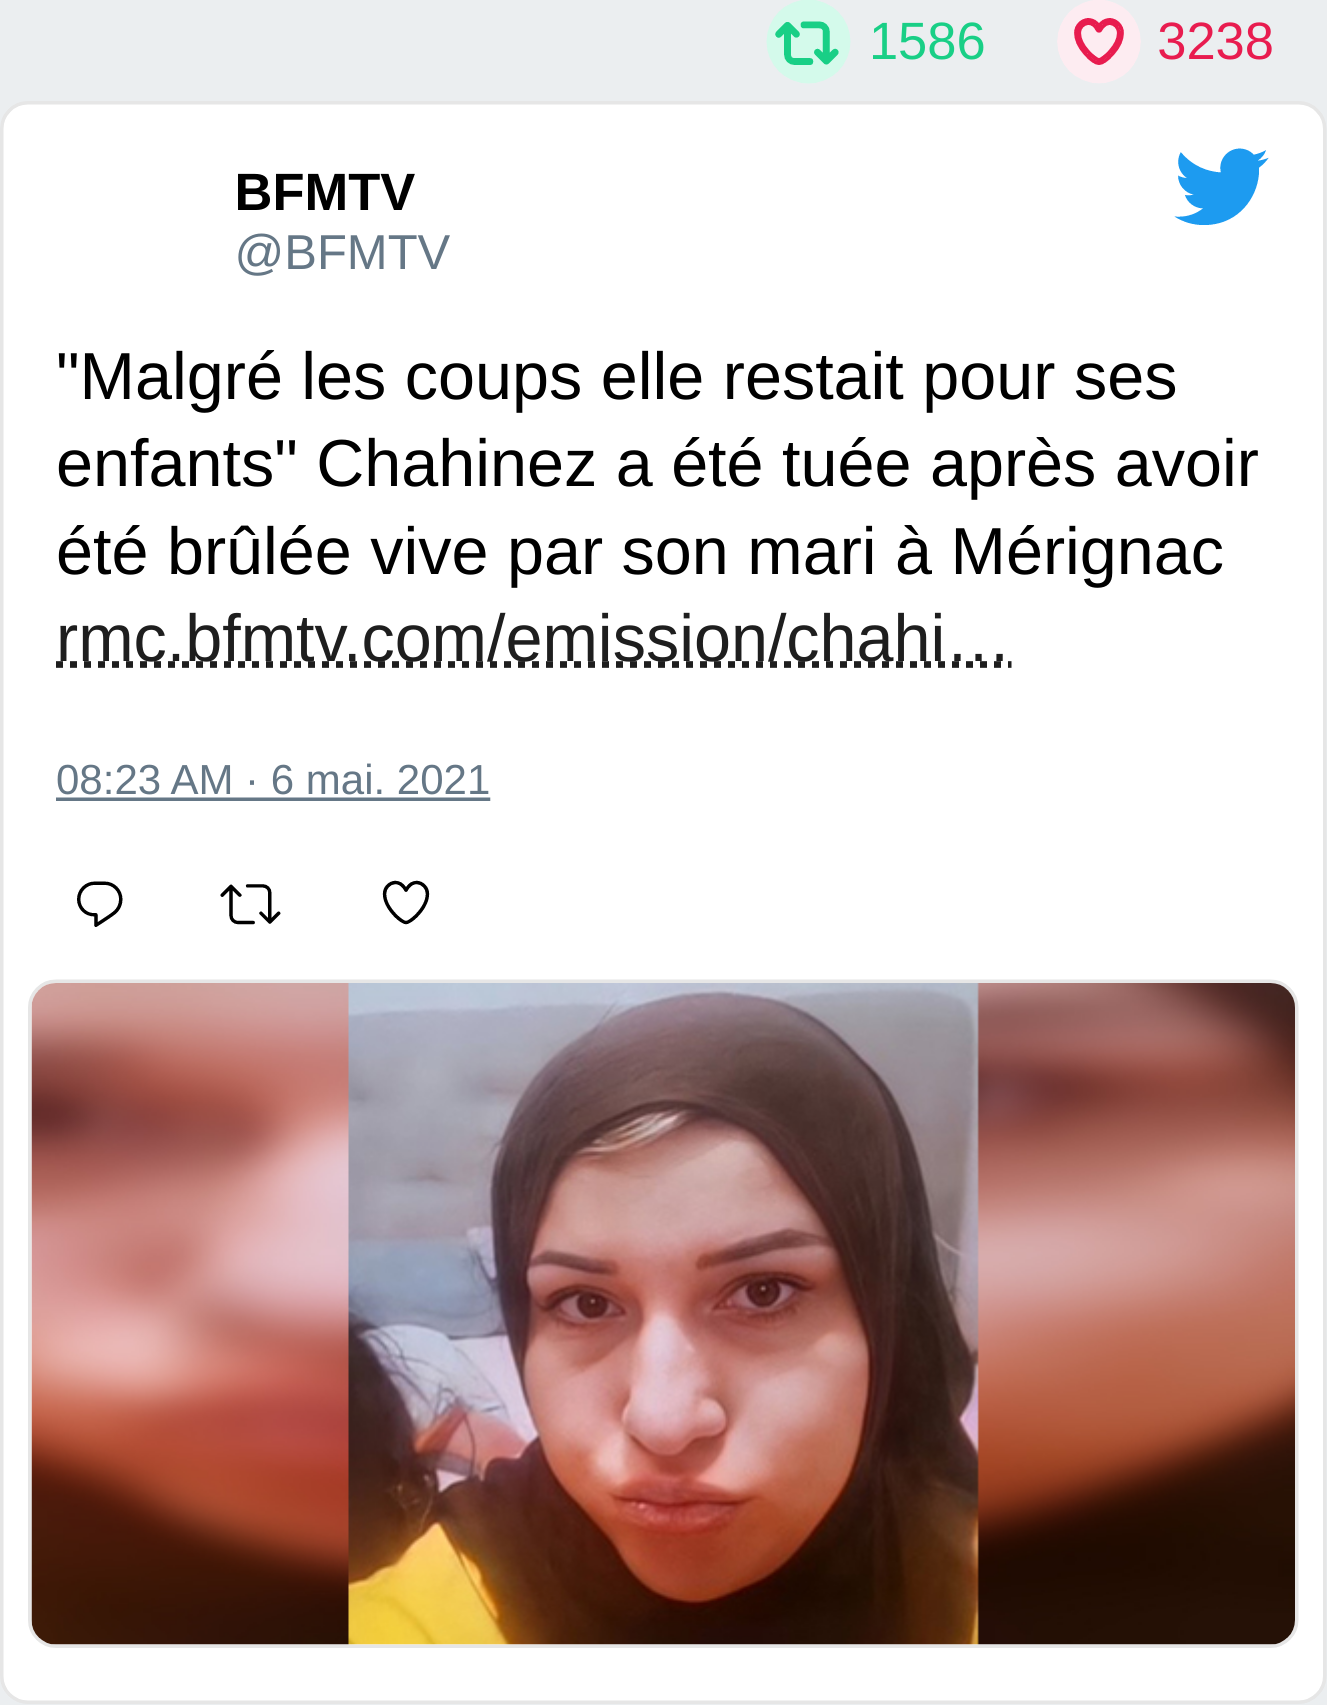 1586 3238
BFMTV
@BFMTV
"Malgré les coups elle restait pour ses
enfants" Chahinez a été tuée après avoir
été brûlée vive par son mari à Mérignac
rmc.bfmtv.com/emission/chahi…
08:23 AM · 6 mai. 2021